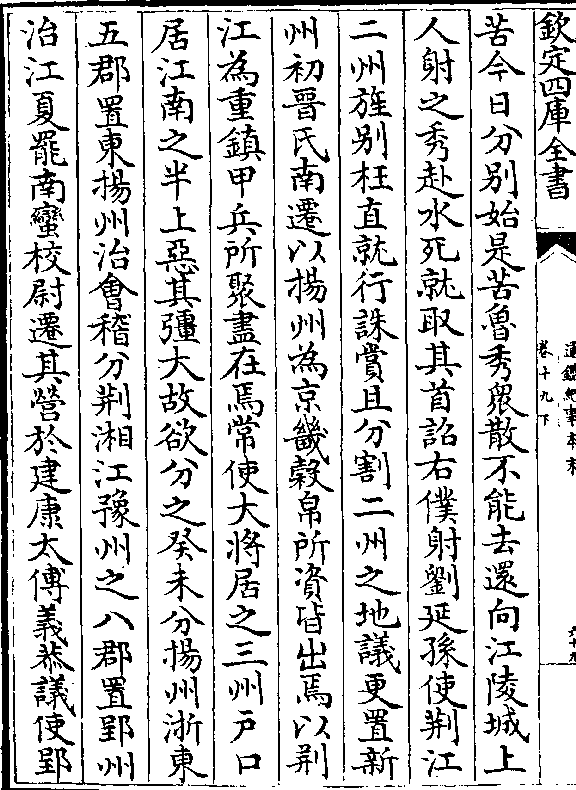 欽定四庫全書
通鑑紀事本末
卷十九下
苦今日分别始是苦魯秀衆散不能去還向江陵城上
人射之秀赴水死就取其首詔右僕射劉延孫使荆江
二州旌别枉直就行誅賞且分割二州之地議更置新
州初晉氏南遷以揚州為京畿穀帛所資皆出焉以荆
江為重鎮甲兵所聚盡在焉常使大將居之三州户口
居江南之半上惡其彊大故欲分之癸未分揚州浙東
五郡置東揚州治會稽分荆湘江豫州之八郡置郢州
治江夏罷南蠻校尉遷其營於建康太傅義恭議使郢